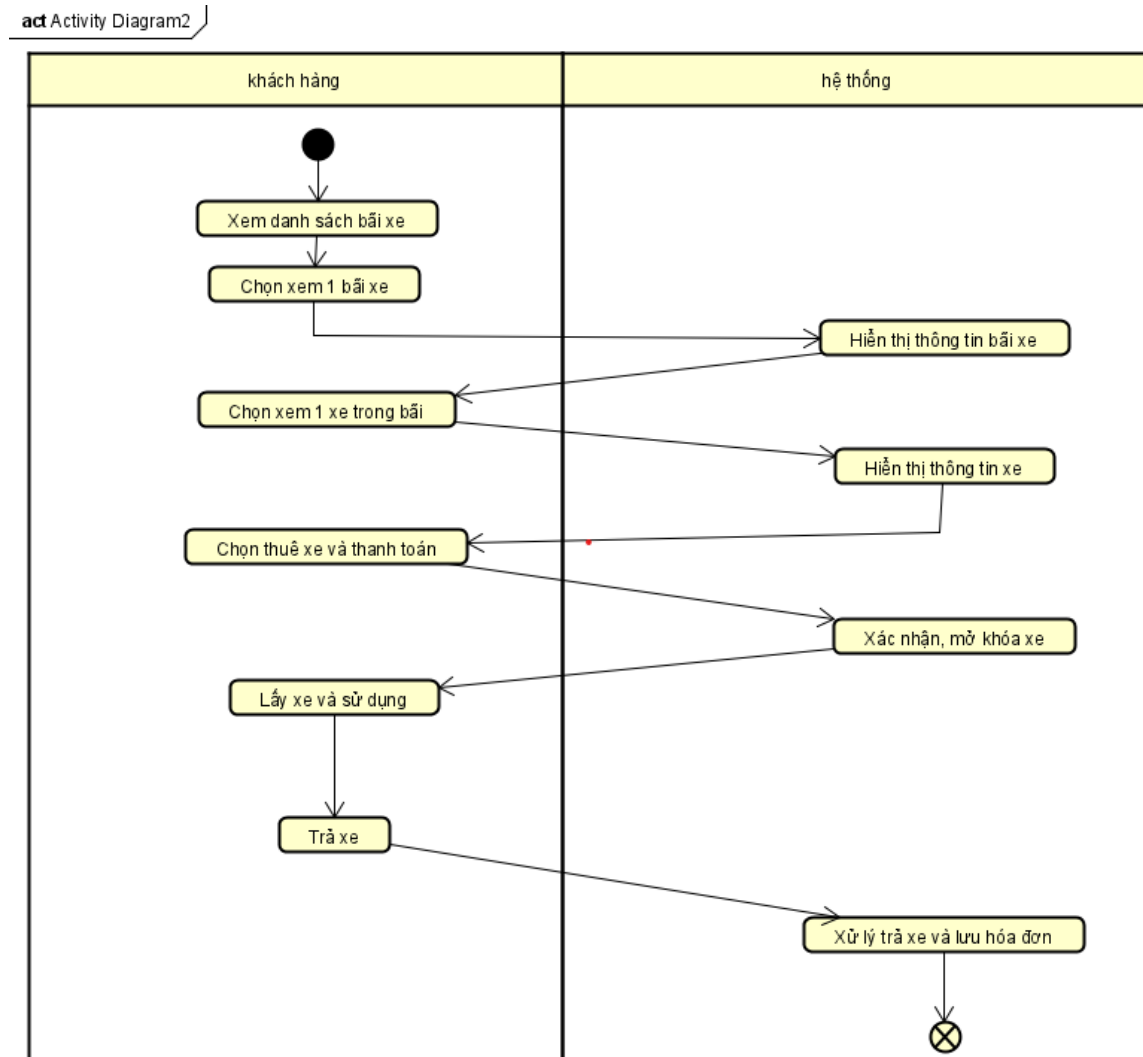 act Activity Diagram2
khách hàng
hệ thống
Xem danh sách bãi xe
Chọn xem 1 bãi xe
Hiển thị thông tin bãi xe
Chọn xem 1 xe trong bãi
Hiển thị thông tin xe
Chọn thuê xe và thanh toán
Xác nhận, mở khóa xe
Lấy xe và sử dụng
Trả xe
Xử lý trả xe và lưu hóa đơn